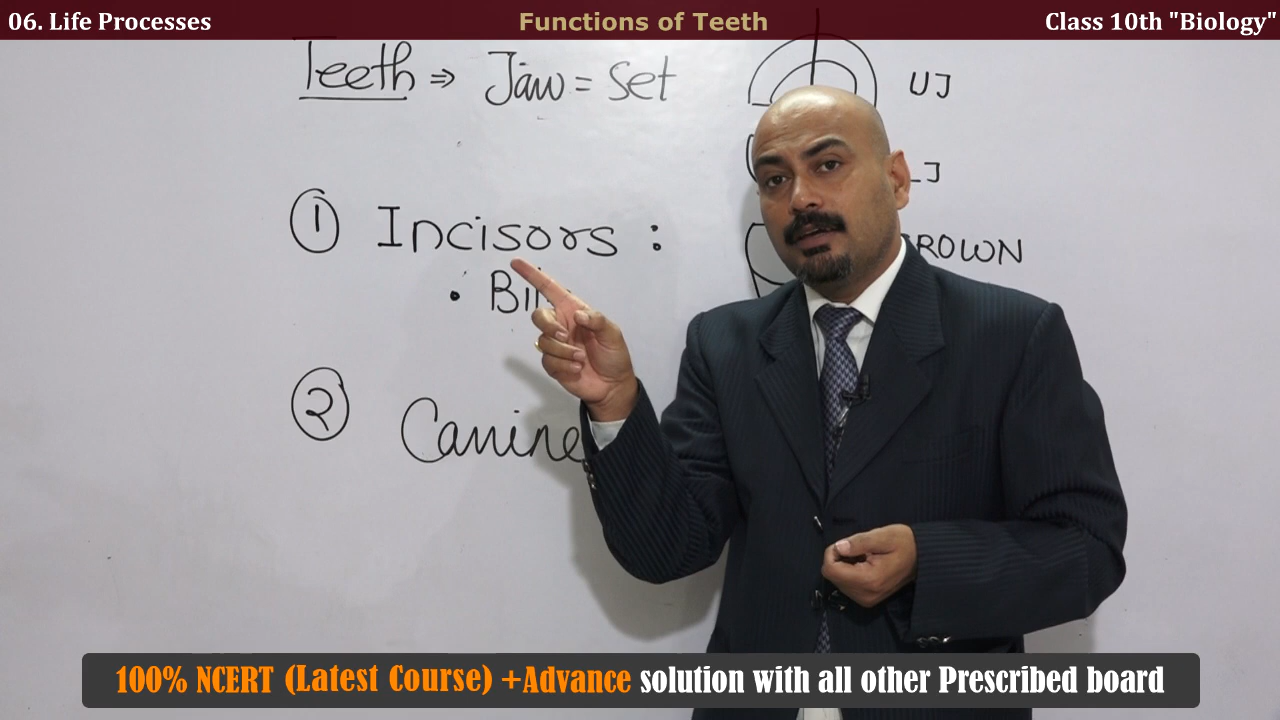 06. Life Processes
Functions of Teeth
Class 10th "Biology"
Teeth ⇒ Jaw = Set
UJ
LJ
① Incisors :
ROWN
• Bi
② Canine
100% NCERT (Latest Course) +Advance solution with all other Prescribed board